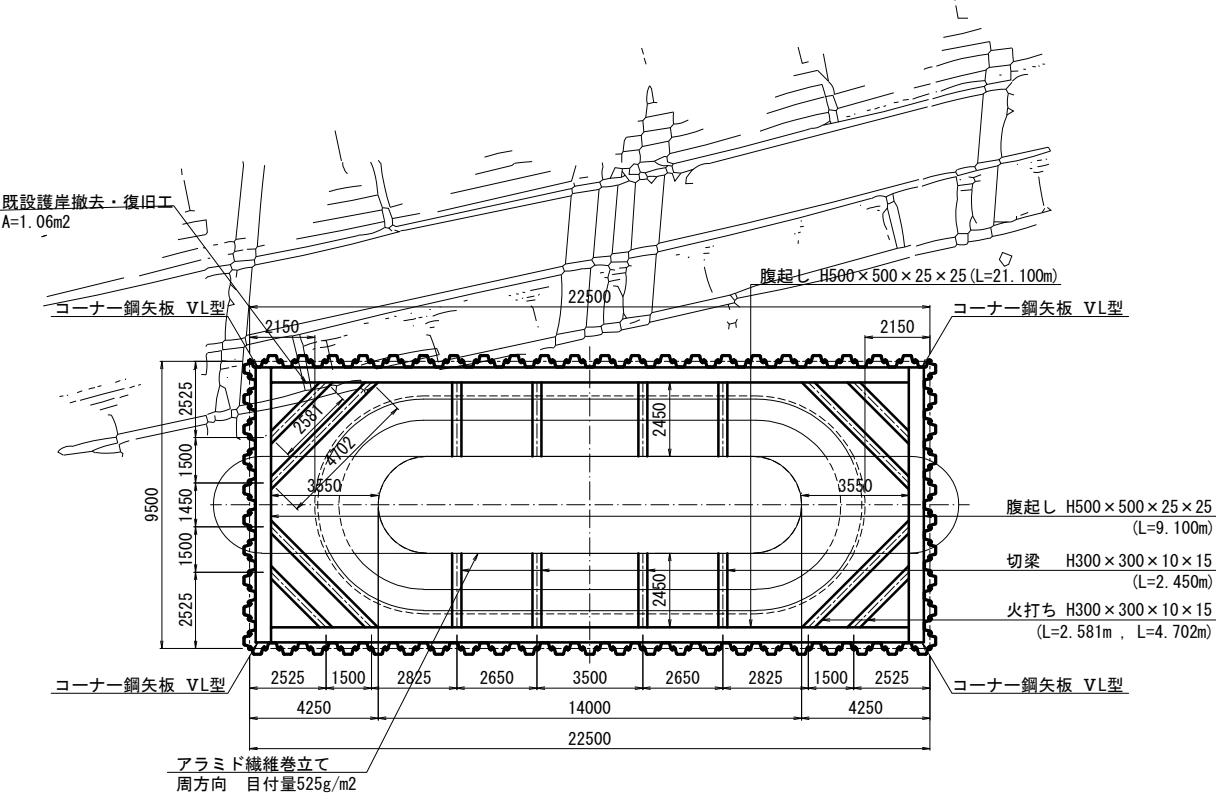 既設護岸撤去・復旧工
A=1.06m2
腹起し H500×500×25×25(L=21.100m)
22500
コーナー鋼矢板 ⅤL型
コーナー鋼矢板 ⅤL型
2150
2150
2525
1500
1450
1500
2525
9500
2581
4702
2450
3550
3550
2450
腹起し H500×500×25×25
(L=9.100m)
切梁 H300×300×10×15
(L=2.450m)
火打ち H300×300×10×15
(L=2.581m , L=4.702m)
コーナー鋼矢板 ⅤL型
コーナー鋼矢板 ⅤL型
2525 1500 2825 2650 3500 2650 2825 1500 2525
4250 14000 4250
22500
アラミド繊維巻立て
周方向 目付量525g/m2